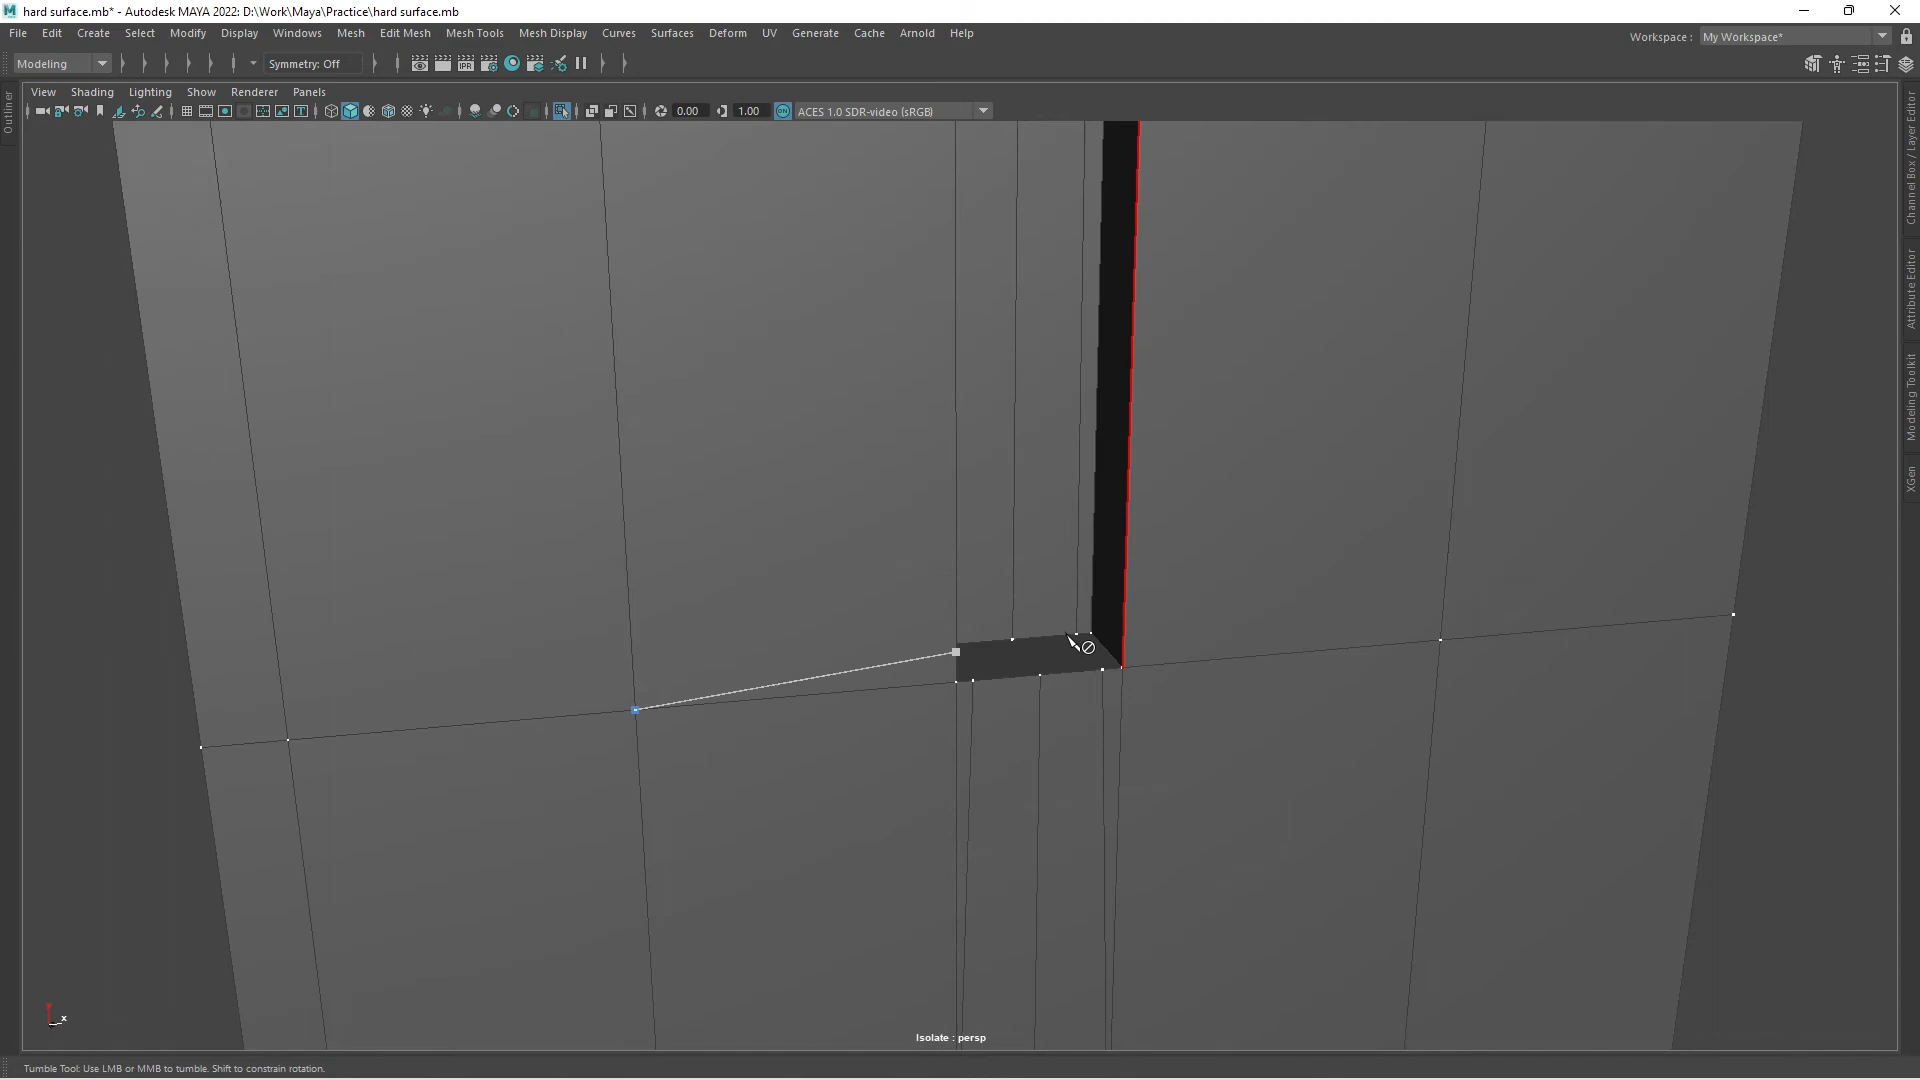 hard surface.mb* - Autodesk MAYA 2022: D:\Work\Maya\Practice\hard surface.mb
File Edit Create Select Modify Display Windows Mesh Edit Mesh Mesh Tools Mesh Display Curves Surfaces Deform UV Generate Cache Arnold Help
Workspace : My Workspace*
Modeling Symmetry: Off
View Shading Lighting Show Renderer Panels
0.00 1.00 ON ACES 1.0 SDR-video (sRGB)
Outliner
Channel Box / Layer Editor
Attribute Editor
Modeling Toolkit
XGen
x
Isolate : persp
Tumble Tool: Use LMB or MMB to tumble. Shift to constrain rotation.